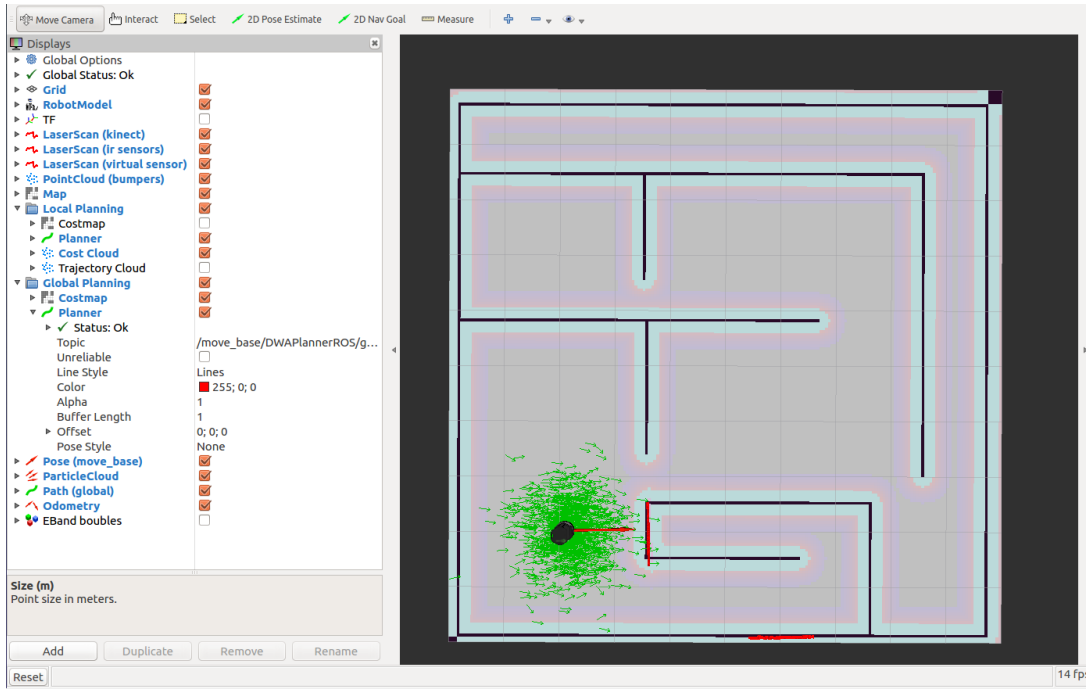 Move Camera Interact Select 2D Pose Estimate 2D Nav Goal Measure
Displays
Global Options
Global Status: Ok
Grid
RobotModel
TF
LaserScan (kinect)
LaserScan (ir sensors)
LaserScan (virtual sensor)
PointCloud (bumpers)
Map
Local Planning
Costmap
Planner
Cost Cloud
Trajectory Cloud
Global Planning
Costmap
Planner
Status: Ok
Topic /move_base/DWAPlannerROS/g...
Unreliable
Line Style Lines
Color 255; 0; 0
Alpha 1
Buffer Length 1
Offset 0; 0; 0
Pose Style None
Pose (move_base)
ParticleCloud
Path (global)
Odometry
EBand boubles
Size (m)
Point size in meters.
Add Duplicate Remove Rename
Reset 14 fps